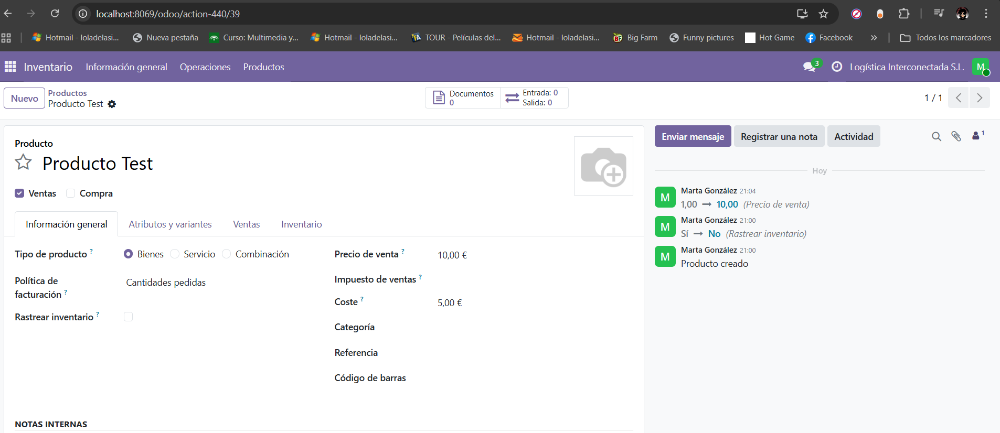 localhost:8069/odoo/action-440/39
Hotmail - loladelasi... Nueva pestaña Curso: Multimedia y... Hotmail - loladelasi... TOUR - Películas del... Hotmail - loladelasi... Big Farm Funny pictures Hot Game Facebook » Todos los marcadores
Inventario Información general Operaciones Productos 3 Logística Interconectada S.L. M
Nuevo
Productos
Producto Test
Documentos
0
Entrada: 0
Salida: 0
1 / 1
Producto
Producto Test
Ventas Compra
Información general Atributos y variantes Ventas Inventario
Tipo de producto ? Bienes Servicio Combinación
Política de
facturación ? Cantidades pedidas
Rastrear inventario ?
Precio de venta ? 10,00 €
Impuesto de ventas ?
Coste ? 5,00 €
Categoría
Referencia
Código de barras
NOTAS INTERNAS
Enviar mensaje Registrar una nota Actividad 1
Hoy
M
Marta González 21:04
1,00 → 10,00 (Precio de venta)
M
Marta González 21:00
Sí → No (Rastrear inventario)
M
Marta González 21:00
Producto creado